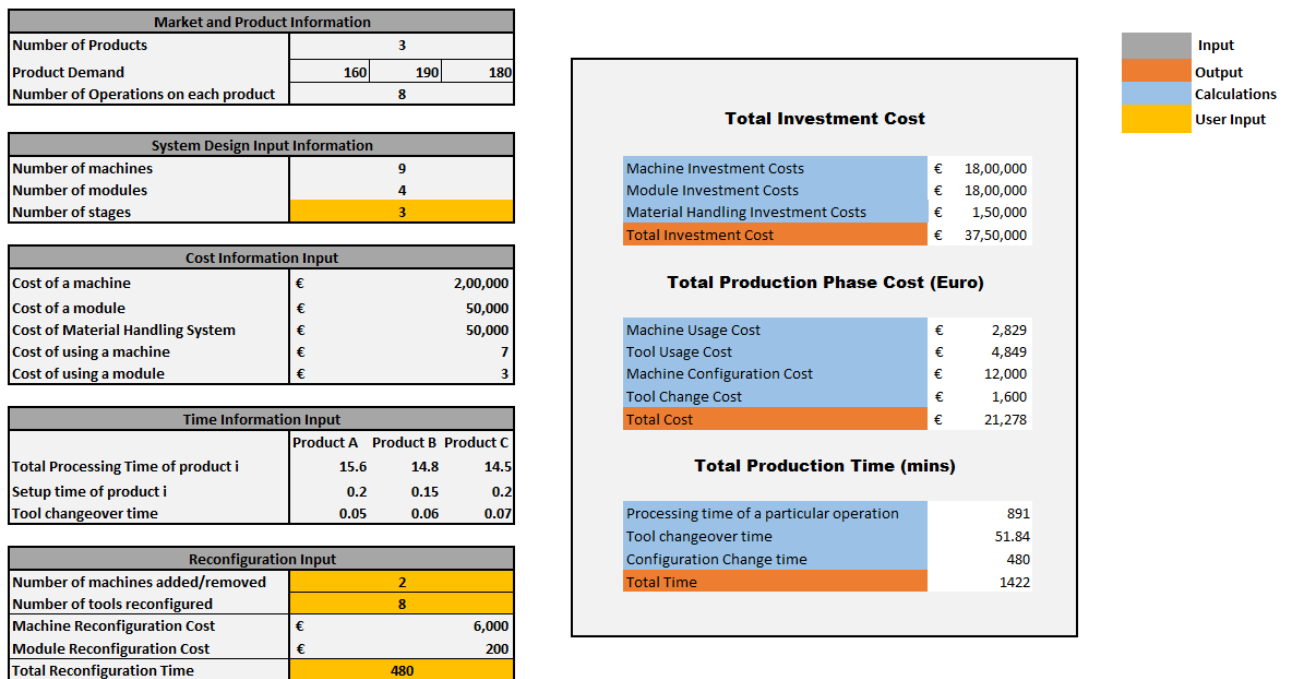 Market and Product Information
Number of Products 3
Product Demand 160 190 180
Number of Operations on each product 8
System Design Input Information
Number of machines 9
Number of modules 4
Number of stages 3
Cost Information Input
Cost of a machine € 2,00,000
Cost of a module € 50,000
Cost of Material Handling System € 50,000
Cost of using a machine € 7
Cost of using a module € 3
Time Information Input
Product A Product B Product C
Total Processing Time of product i 15.6 14.8 14.5
Setup time of product i 0.2 0.15 0.2
Tool changeover time 0.05 0.06 0.07
Reconfiguration Input
Number of machines added/removed 2
Number of tools reconfigured 8
Machine Reconfiguration Cost € 6,000
Module Reconfiguration Cost € 200
Total Reconfiguration Time 480
Total Investment Cost
Machine Investment Costs € 18,00,000
Module Investment Costs € 18,00,000
Material Handling Investment Costs € 1,50,000
Total Investment Cost € 37,50,000
Total Production Phase Cost (Euro)
Machine Usage Cost € 2,829
Tool Usage Cost € 4,849
Machine Configuration Cost € 12,000
Tool Change Cost € 1,600
Total Cost € 21,278
Total Production Time (mins)
Processing time of a particular operation 891
Tool changeover time 51.84
Configuration Change time 480
Total Time 1422
Input
Output
Calculations
User Input